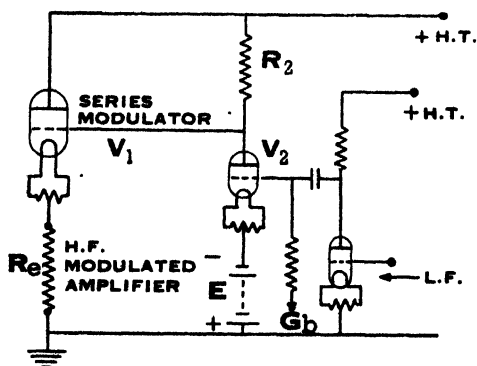 + H.T.
R2
+ H.T.
SERIES
MODULATOR
V1
V2
Re
H.F.
MODULATED
AMPLIFIER
−
E
+
Gb
L.F.